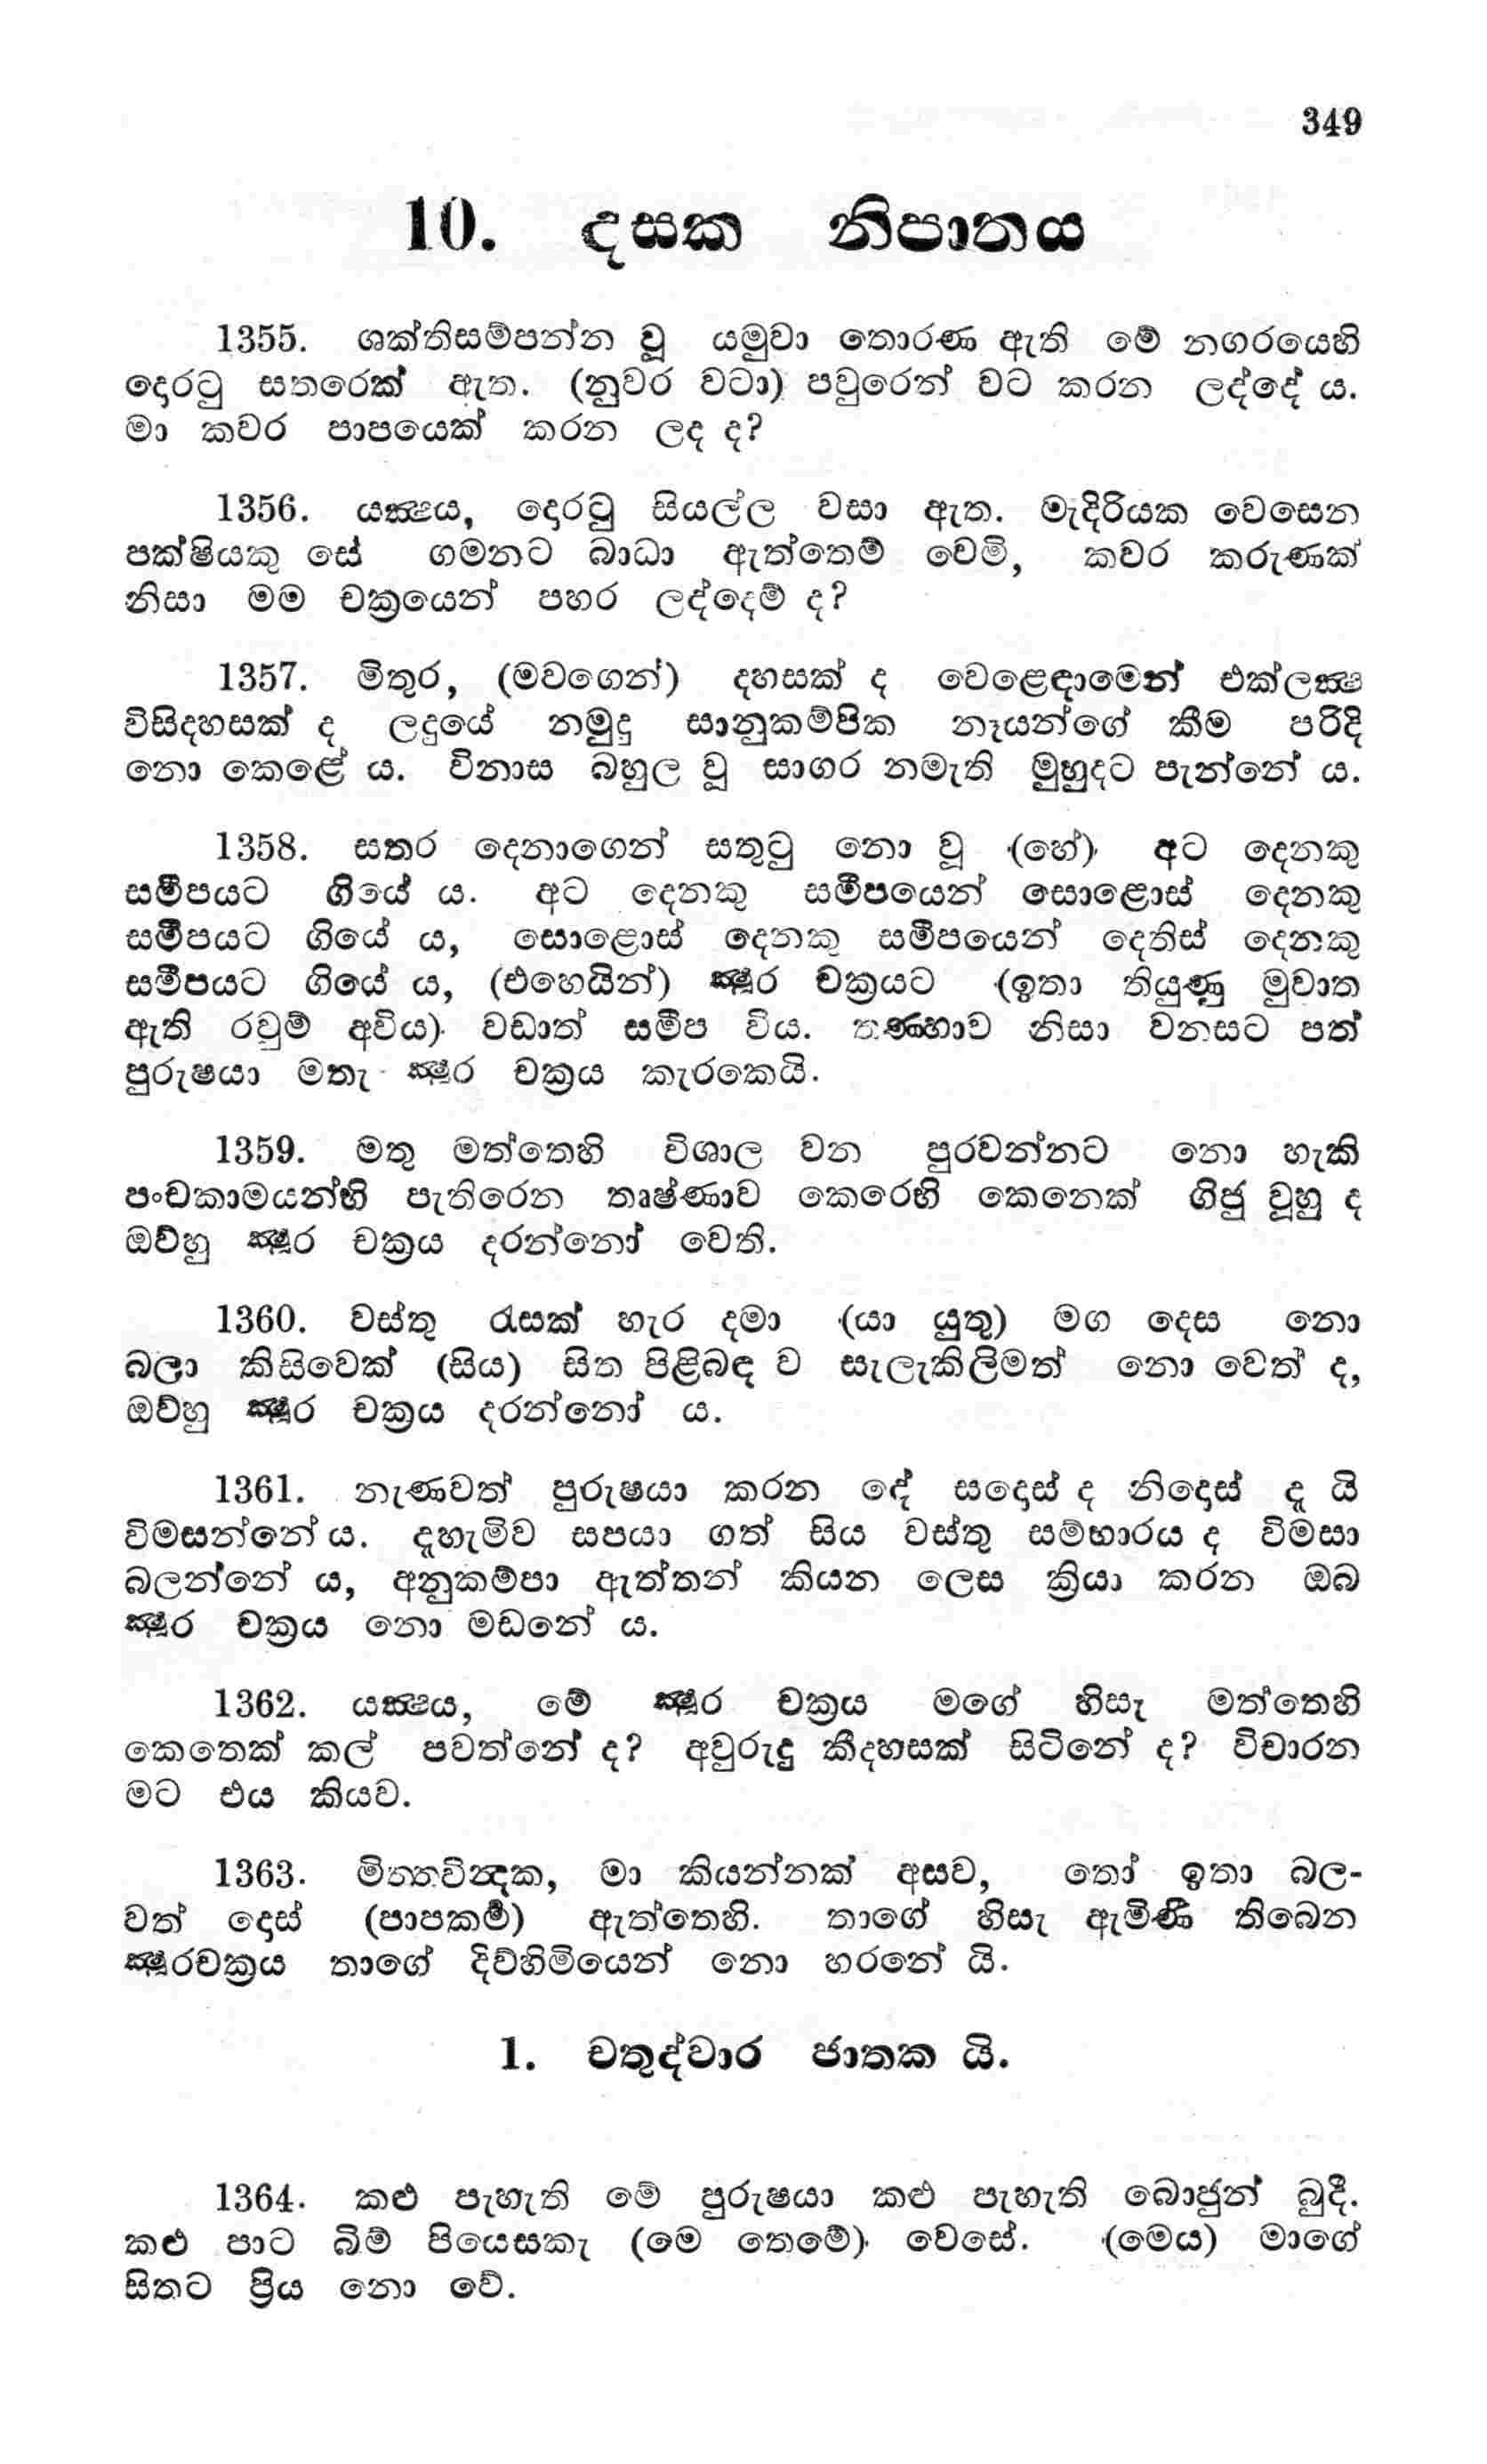 349
10. දසක නිපාතය
1355. ශක්තිසම්පන්න වූ යමුවා තොරණ ඇති මේ නගරයෙහි
දොරටු සතරෙක් ඇත. (නුවර වටා) පවුරෙන් වට කරන ලද්දේ ය.
මා කවර පාපයෙක් කරන ලද ද?
1356. යක්‍ෂය, දොරටු සියල්ල වසා ඇත. මැදිරියක වෙසෙන
පක්ෂියකු සේ ගමනට බාධා ඇත්තෙම් වෙමි, කවර කරුණක්
නිසා මම චක්‍රයෙන් පහර ලද්දෙම් ද?
1357. මිතුර, (මවගෙන්) දහසක් ද වෙළෙඳාමෙන් එක්ලක්‍ෂ
විසිදහසක් ද ලදුයේ නමුදු සානුකම්පික නෑයන්ගේ කීම පරිදි
නො කෙළේ ය. විනාස බහුල වූ සාගර නමැති මුහුදට පැන්නේ ය.
1358. සතර දෙනාගෙන් සතුටු නො වූ (හේ) අට දෙනකු
සමීපයට ගියේ ය. අට දෙනකු සමීපයෙන් සොළොස් දෙනකු
සමීපයට ගියේ ය, සොළොස් දෙනකු සමීපයෙන් දෙතිස් දෙනකු
සමීපයට ගියේ ය, (එහෙයින්) ක්‍ෂුර චක්‍රයට (ඉතා තියුණු මුවාත
ඇති රවුම් අවිය) වඩාත් සමීප විය. තණ්හාව නිසා වනසට පත්
පුරුෂයා මතැ ක්‍ෂුර චක්‍රය කැරකෙයි.
1359. මතු මත්තෙහි විශාල වන පුරවන්නට නො හැකි
පංචකාමයන්හි පැතිරෙන තෘෂ්ණාව කෙරෙහි කෙනෙක් ගිජු වූහු ද
ඔව්හු ක්‍ෂුර චක්‍රය දරන්නෝ වෙති.
1360. වස්තු රැසක් හැර දමා (යා යුතු) මග දෙස නො
බලා කිසිවෙක් (සිය) සිත පිළිබඳ ව සැලැකිලිමත් නො වෙත් ද,
ඔව්හු ක්‍ෂුර චක්‍රය දරන්නෝ ය.
1361. නැණවත් පුරුෂයා කරන දේ සදොස් ද නිදොස් දැ යි
විමසන්නේ ය. දැහැමිව සපයා ගත් සිය වස්තු සම්භාරය ද විමසා
බලන්නේ ය, අනුකම්පා ඇත්තන් කියන ලෙස ක්‍රියා කරන ඔබ
ක්‍ෂුර චක්‍රය නො මඩනේ ය.
1362. යක්‍ෂය, මේ ක්‍ෂුර චක්‍රය මගේ හිසැ මත්තෙහි
කෙතෙක් කල් පවත්නේ ද? අවුරුදු කීදහසක් සිටිනේ ද? විචාරන
මට එය කියව.
1363. මිත්තවින්දක, මා කියන්නක් අසව, තෝ ඉතා බල-
වත් දොස් (පාපකර්ම) ඇත්තෙහි. තාගේ හිසැ ඇමිණී තිබෙන
ක්‍ෂුරචක්‍රය තාගේ දිව්හිමියෙන් නො හරනේ යි.
1. චතුද්වාර ජාතක යි.
1364. කළු පැහැති මේ පුරුෂයා කළු පැහැති බොජුන් බුදී.
කළු පාට බිම් පියෙසකැ (මෙ තෙමේ) වෙසේ. (මෙය) මාගේ
සිතට ප්‍රිය නො වේ.